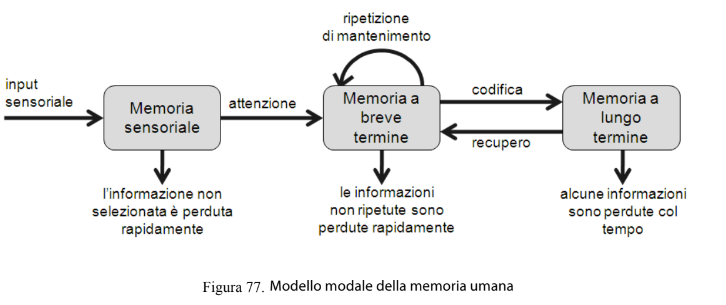 ripetizione
di mantenimento
input
sensoriale
Memoria
sensoriale
attenzione
Memoria a
breve
termine
codifica
recupero
Memoria a
lungo
termine
l'informazione non
selezionata è perduta
rapidamente
le informazioni
non ripetute sono
perdute rapidamente
alcune informazioni
sono perdute col
tempo
Figura 77. Modello modale della memoria umana